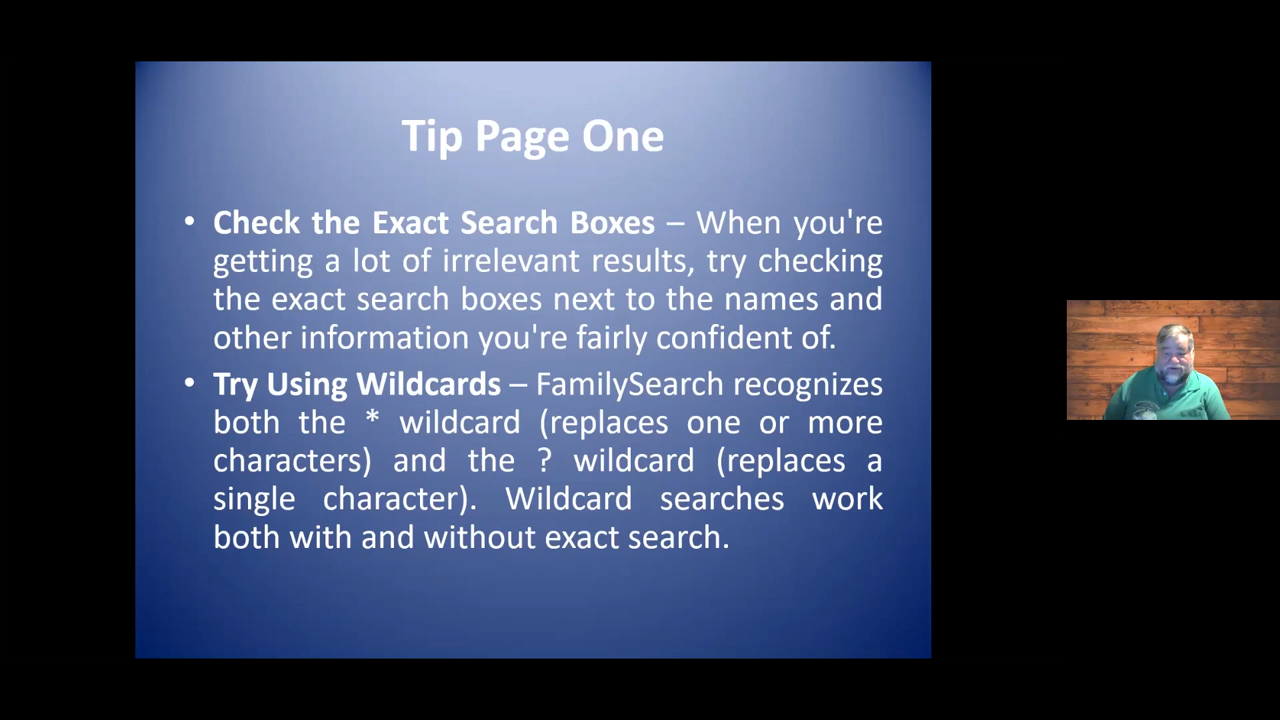 Tip Page One
• Check the Exact Search Boxes – When you're
getting a lot of irrelevant results, try checking
the exact search boxes next to the names and
other information you're fairly confident of.
• Try Using Wildcards – FamilySearch recognizes
both the * wildcard (replaces one or more
characters) and the ? wildcard (replaces a
single character). Wildcard searches work
both with and without exact search.